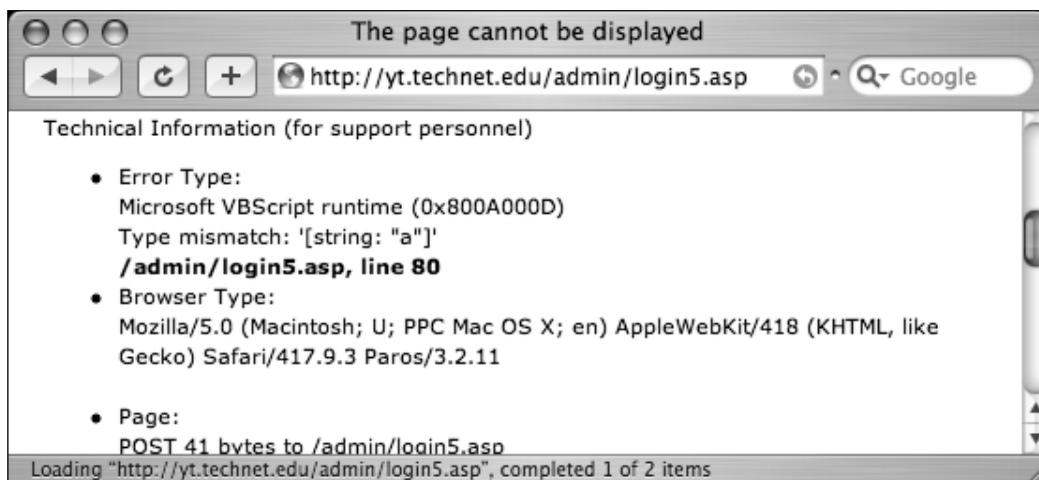 The page cannot be displayed
http://yt.technet.edu/admin/login5.asp
Google
Technical Information (for support personnel)
• Error Type:
Microsoft VBScript runtime (0x800A000D)
Type mismatch: '[string: "a"]'
/admin/login5.asp, line 80
• Browser Type:
Mozilla/5.0 (Macintosh; U; PPC Mac OS X; en) AppleWebKit/418 (KHTML, like
Gecko) Safari/417.9.3 Paros/3.2.11
• Page:
POST 41 bytes to /admin/login5.asp
Loading "http://yt.technet.edu/admin/login5.asp", completed 1 of 2 items